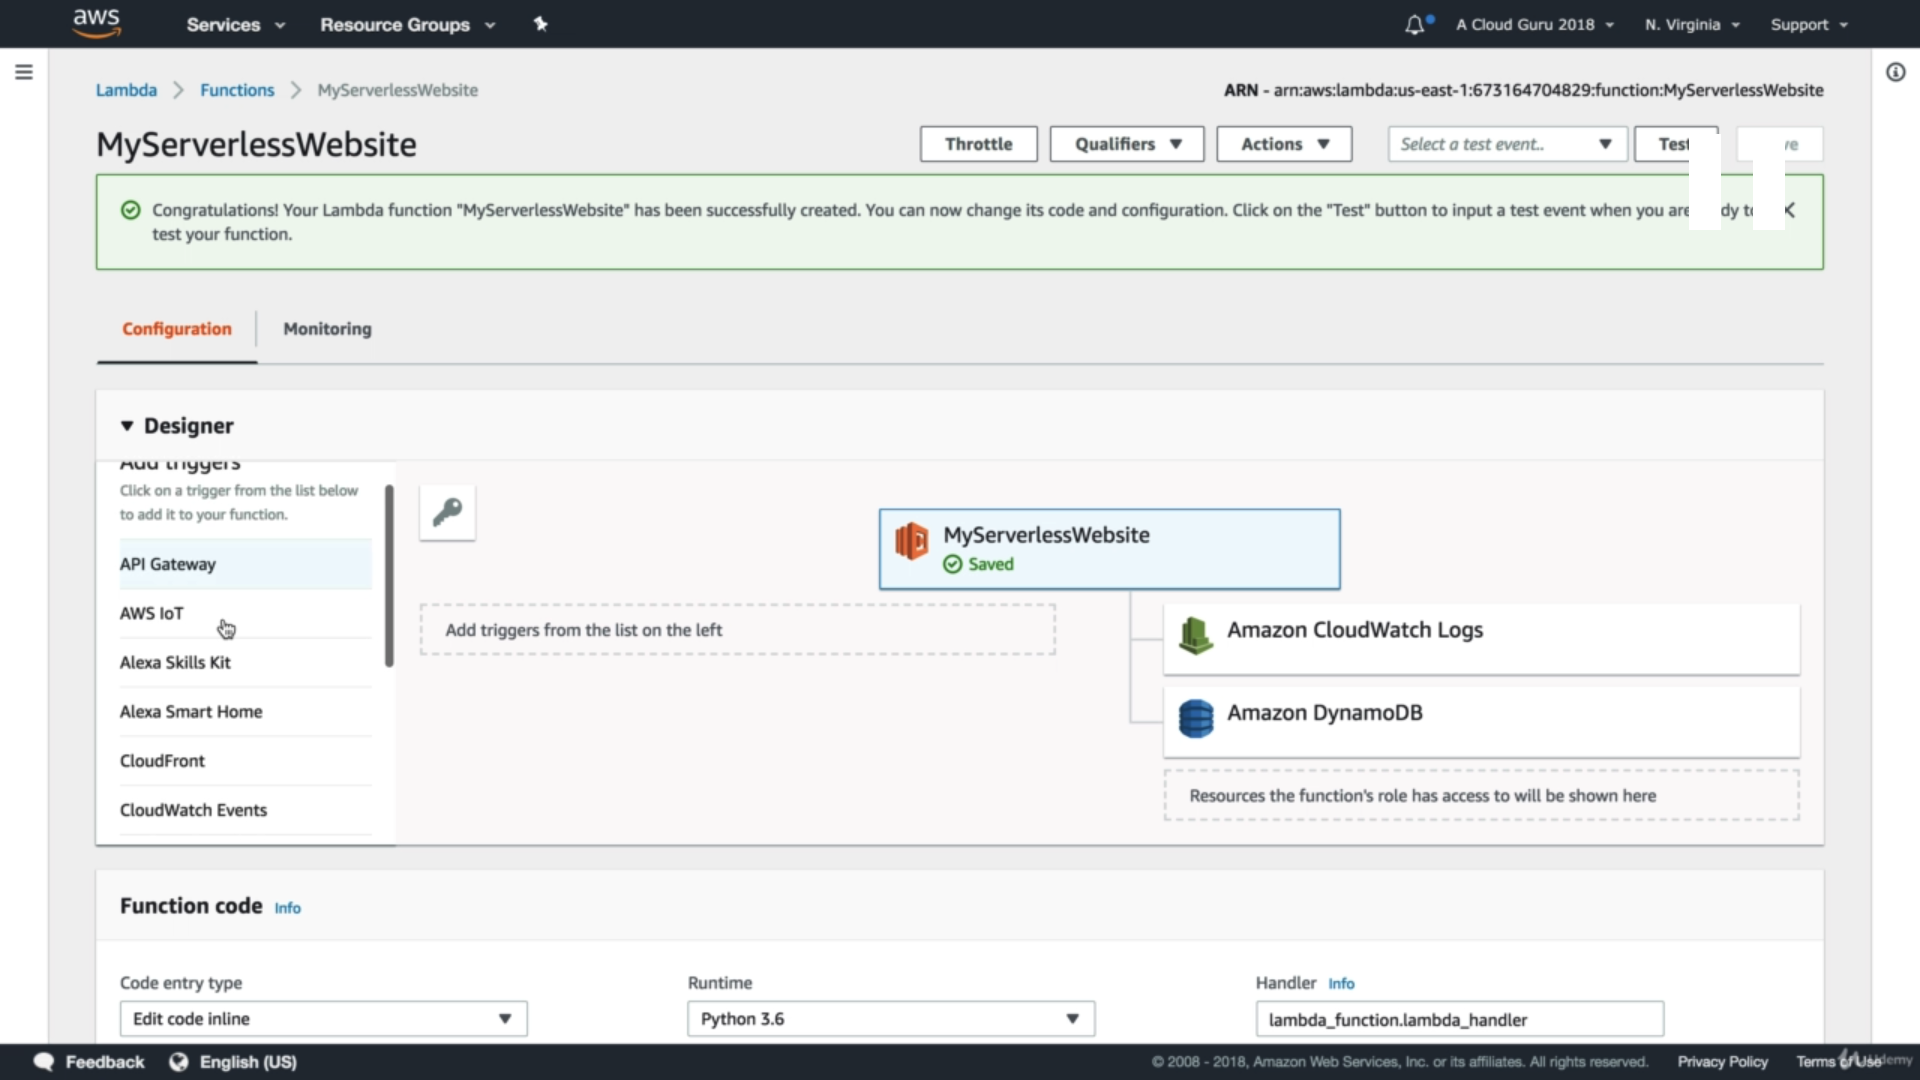 aws Services Resource Groups A Cloud Guru 2018 N. Virginia Support
Lambda Functions MyServerlessWebsite ARN - arn:aws:lambda:us-east-1:673164704829:function:MyServerlessWebsite
MyServerlessWebsite Throttle Qualifiers Actions Select a test event.. Test
Congratulations! Your Lambda function "MyServerlessWebsite" has been successfully created. You can now change its code and configuration. Click on the "Test" button to input a test event when you are
test your function.
Configuration Monitoring
Designer
Add triggers
Click on a trigger from the list below
to add it to your function.
API Gateway
AWS IoT
Alexa Skills Kit
Alexa Smart Home
CloudFront
CloudWatch Events
MyServerlessWebsite
Saved
Add triggers from the list on the left
Amazon CloudWatch Logs
Amazon DynamoDB
Resources the function's role has access to will be shown here
Function code Info
Code entry type Runtime Handler Info
Edit code inline Python 3.6 lambda_function.lambda_handler
Feedback English (US) © 2008 - 2018, Amazon Web Services, Inc. or its affiliates. All rights reserved. Privacy Policy Terms of Use